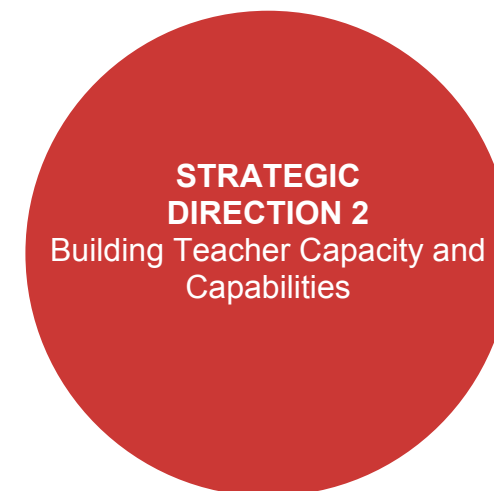 STRATEGIC
DIRECTION 2
Building Teacher Capacity and
Capabilities